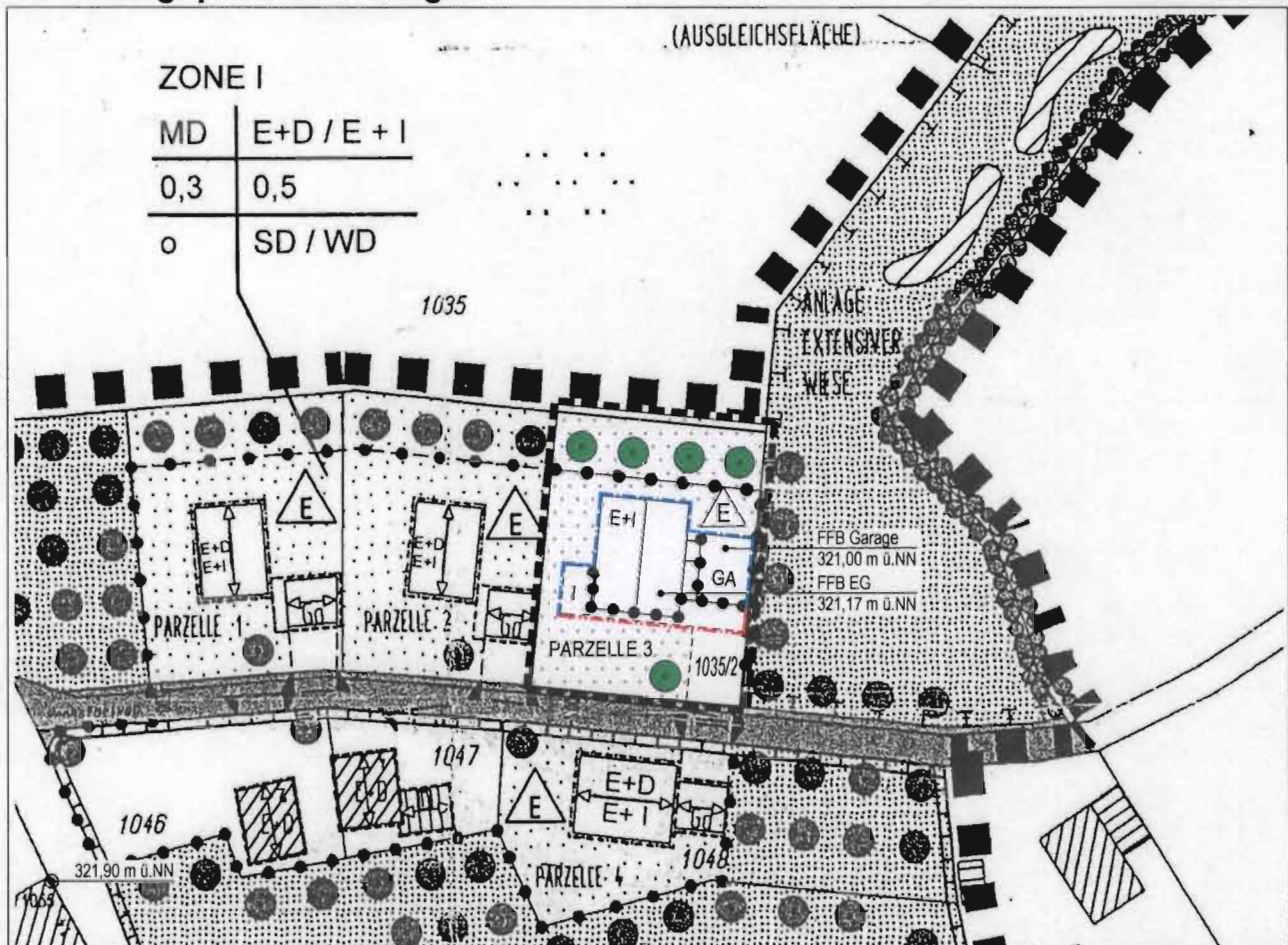 (AUSGLEICHSFLÄCHE)
ZONE I
MD E+D / E + I
0,3 0,5
o SD / WD
1035
ANLAGE
EXTENSIVER
WIESE
E
E
E
E+D
E+I
E+D
E+I
E+I
GA
I
FFB Garage
321,00 m ü.NN
FFB EG
321,17 m ü.NN
PARZELLE 1
PARZELLE 2
PARZELLE 3
1035/2
1047
1046
E
E+D
E+I
1048
PARZELLE 4
321,90 m ü.NN